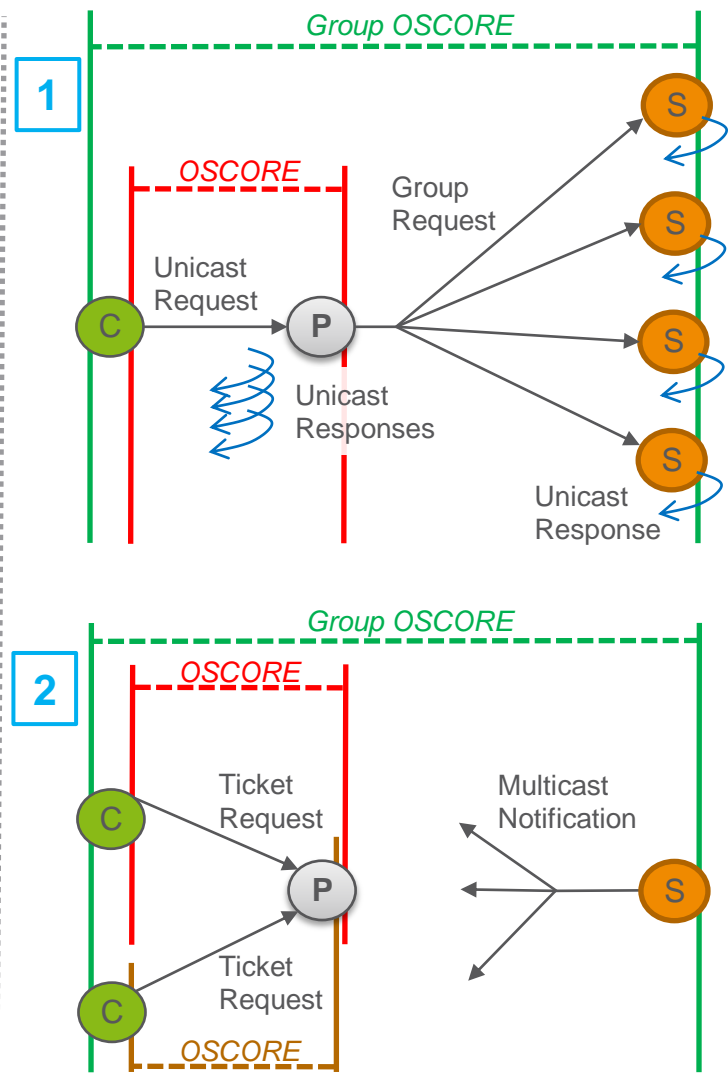 Group OSCORE
1
S
OSCORE
Group
Request
S
Unicast
Request
C
P
S
Unicast
Responses
S
Unicast
Response
Group OSCORE
2
OSCORE
Ticket
Request
Multicast
Notification
C
P
S
Ticket
Request
C
OSCORE